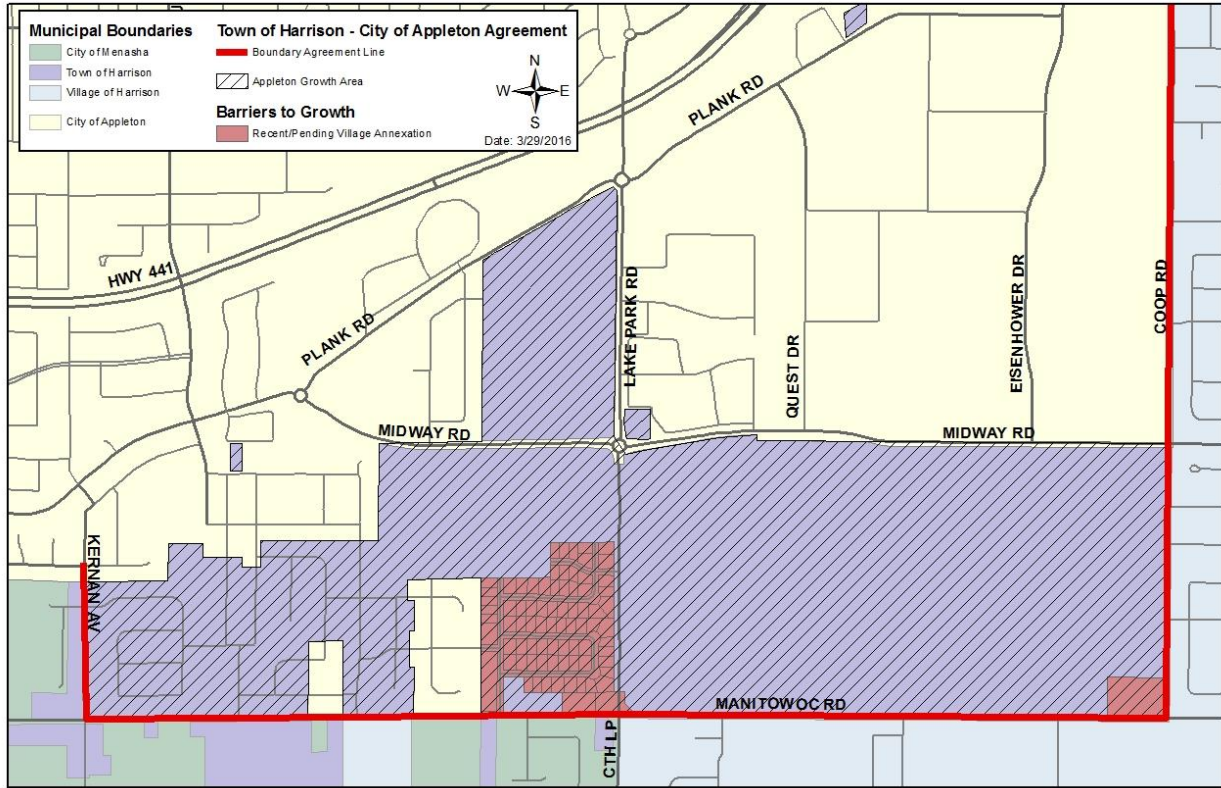 Municipal Boundaries
City of Menasha
Town of Harrison
Village of Harrison
City of Appleton
Town of Harrison - City of Appleton Agreement
Boundary Agreement Line
Appleton Growth Area
Barriers to Growth
Recent/Pending Village Annexation
N
W E
S
Date: 3/29/2016
PLANK RD
HWY 441
PLANK RD
LAKE PARK RD
QUEST DR
EISENHOWER DR
COOP RD
MIDWAY RD
MIDWAY RD
KERNAN AV
MANITOWOC RD
CTH LP